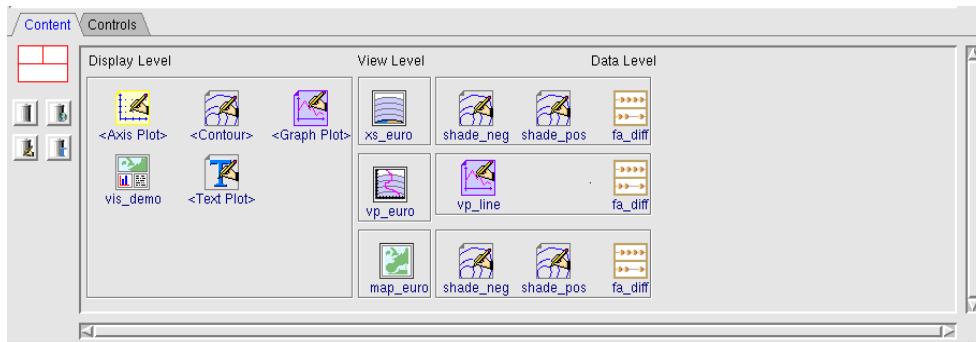 Content Controls
Display Level View Level Data Level
<Axis Plot> <Contour> <Graph Plot> xs_euro shade_neg shade_pos fa_diff
vis_demo <Text Plot> vp_euro vp_line fa_diff
map_euro shade_neg shade_pos fa_diff